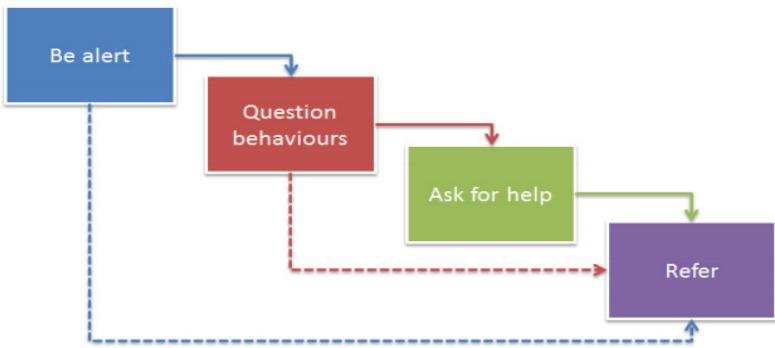 Be alert
Question
behaviours
Ask for help
Refer